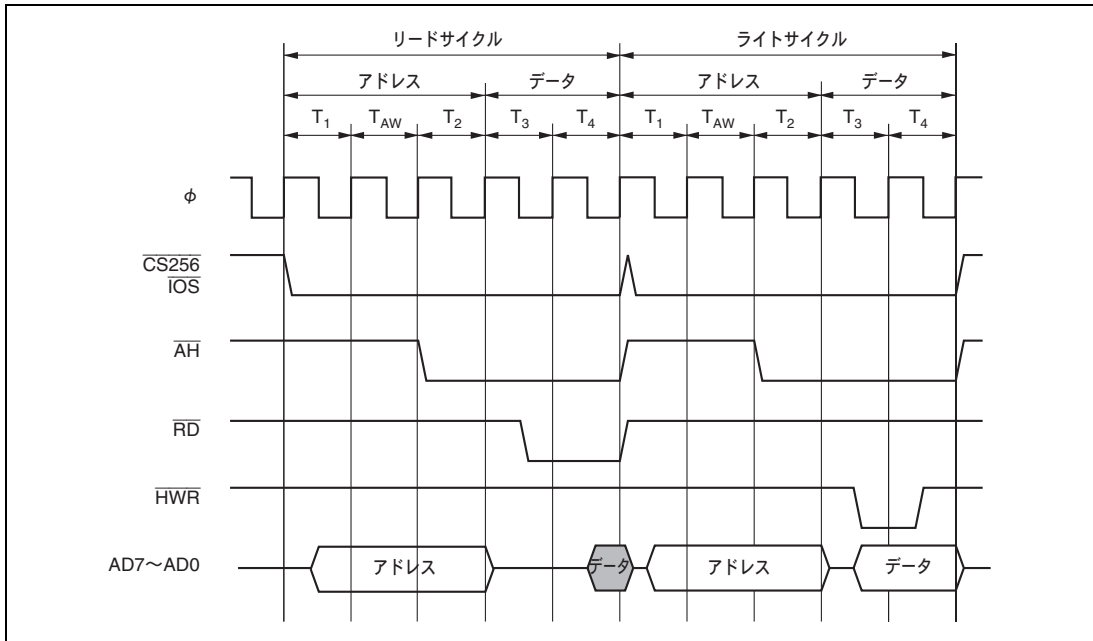 リードサイクル ライトサイクル
アドレス データ アドレス データ
T1 TAW T2 T3 T4 T1 TAW T2 T3 T4
φ
CS256
IOS
AH
RD
HWR
AD7〜AD0 アドレス データ アドレス データ